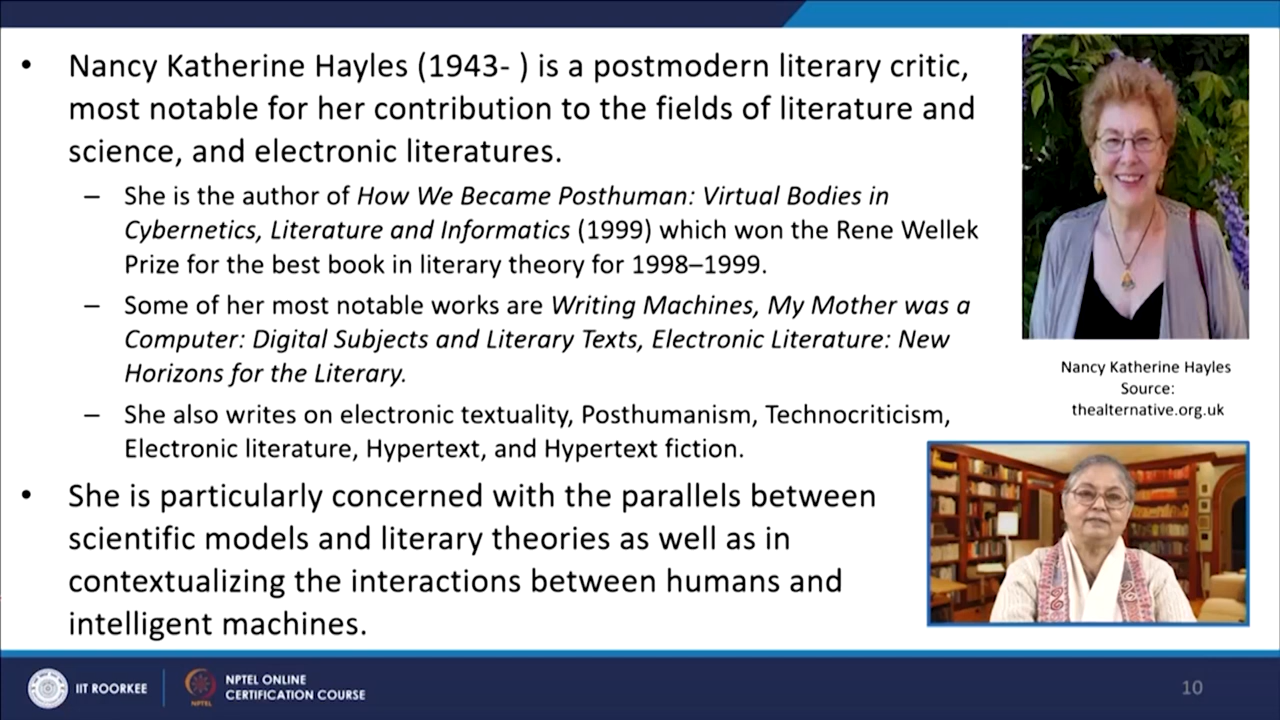 • Nancy Katherine Hayles (1943- ) is a postmodern literary critic,
most notable for her contribution to the fields of literature and
science, and electronic literatures.
– She is the author of How We Became Posthuman: Virtual Bodies in
Cybernetics, Literature and Informatics (1999) which won the Rene Wellek
Prize for the best book in literary theory for 1998–1999.
– Some of her most notable works are Writing Machines, My Mother was a
Computer: Digital Subjects and Literary Texts, Electronic Literature: New
Horizons for the Literary.
– She also writes on electronic textuality, Posthumanism, Technocriticism,
Electronic literature, Hypertext, and Hypertext fiction.
• She is particularly concerned with the parallels between
scientific models and literary theories as well as in
contextualizing the interactions between humans and
intelligent machines.
Nancy Katherine Hayles
Source:
thealternative.org.uk
IIT ROORKEE
NPTEL
NPTEL ONLINE
CERTIFICATION COURSE
10